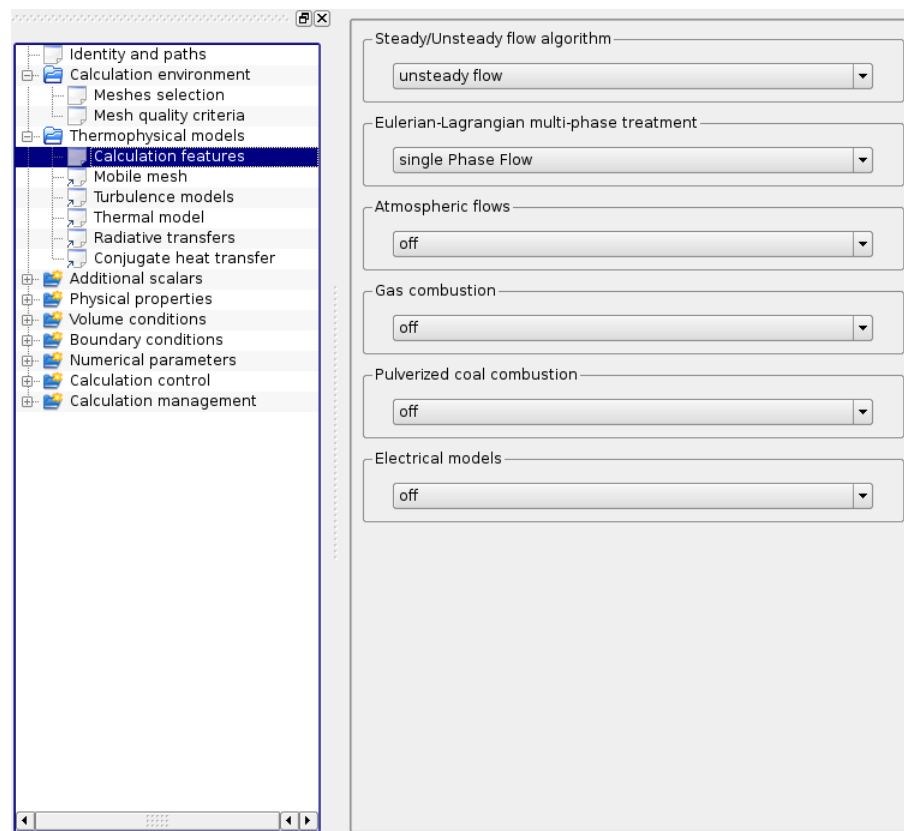 Identity and paths
Calculation environment
Meshes selection
Mesh quality criteria
Thermophysical models
Calculation features
Mobile mesh
Turbulence models
Thermal model
Radiative transfers
Conjugate heat transfer
Additional scalars
Physical properties
Volume conditions
Boundary conditions
Numerical parameters
Calculation control
Calculation management
Steady/Unsteady flow algorithm
unsteady flow
Eulerian-Lagrangian multi-phase treatment
single Phase Flow
Atmospheric flows
off
Gas combustion
off
Pulverized coal combustion
off
Electrical models
off